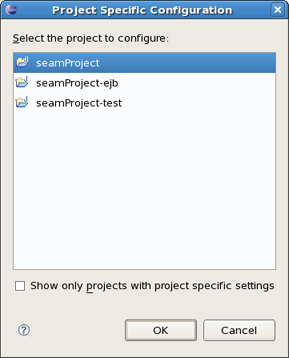 Project Specific Configuration
Select the project to configure:
seamProject
seamProject-ejb
seamProject-test
Show only projects with project specific settings
OK
Cancel